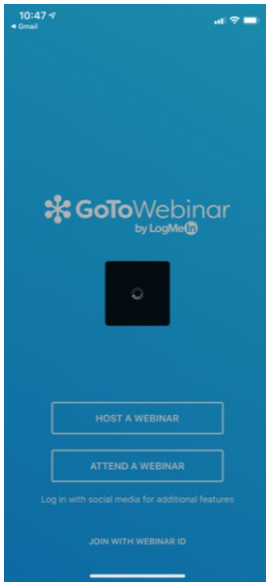 10:47
Gmail
GoToWebinar
by LogMeIn
HOST A WEBINAR
ATTEND A WEBINAR
Log in with social media for additional features
JOIN WITH WEBINAR ID